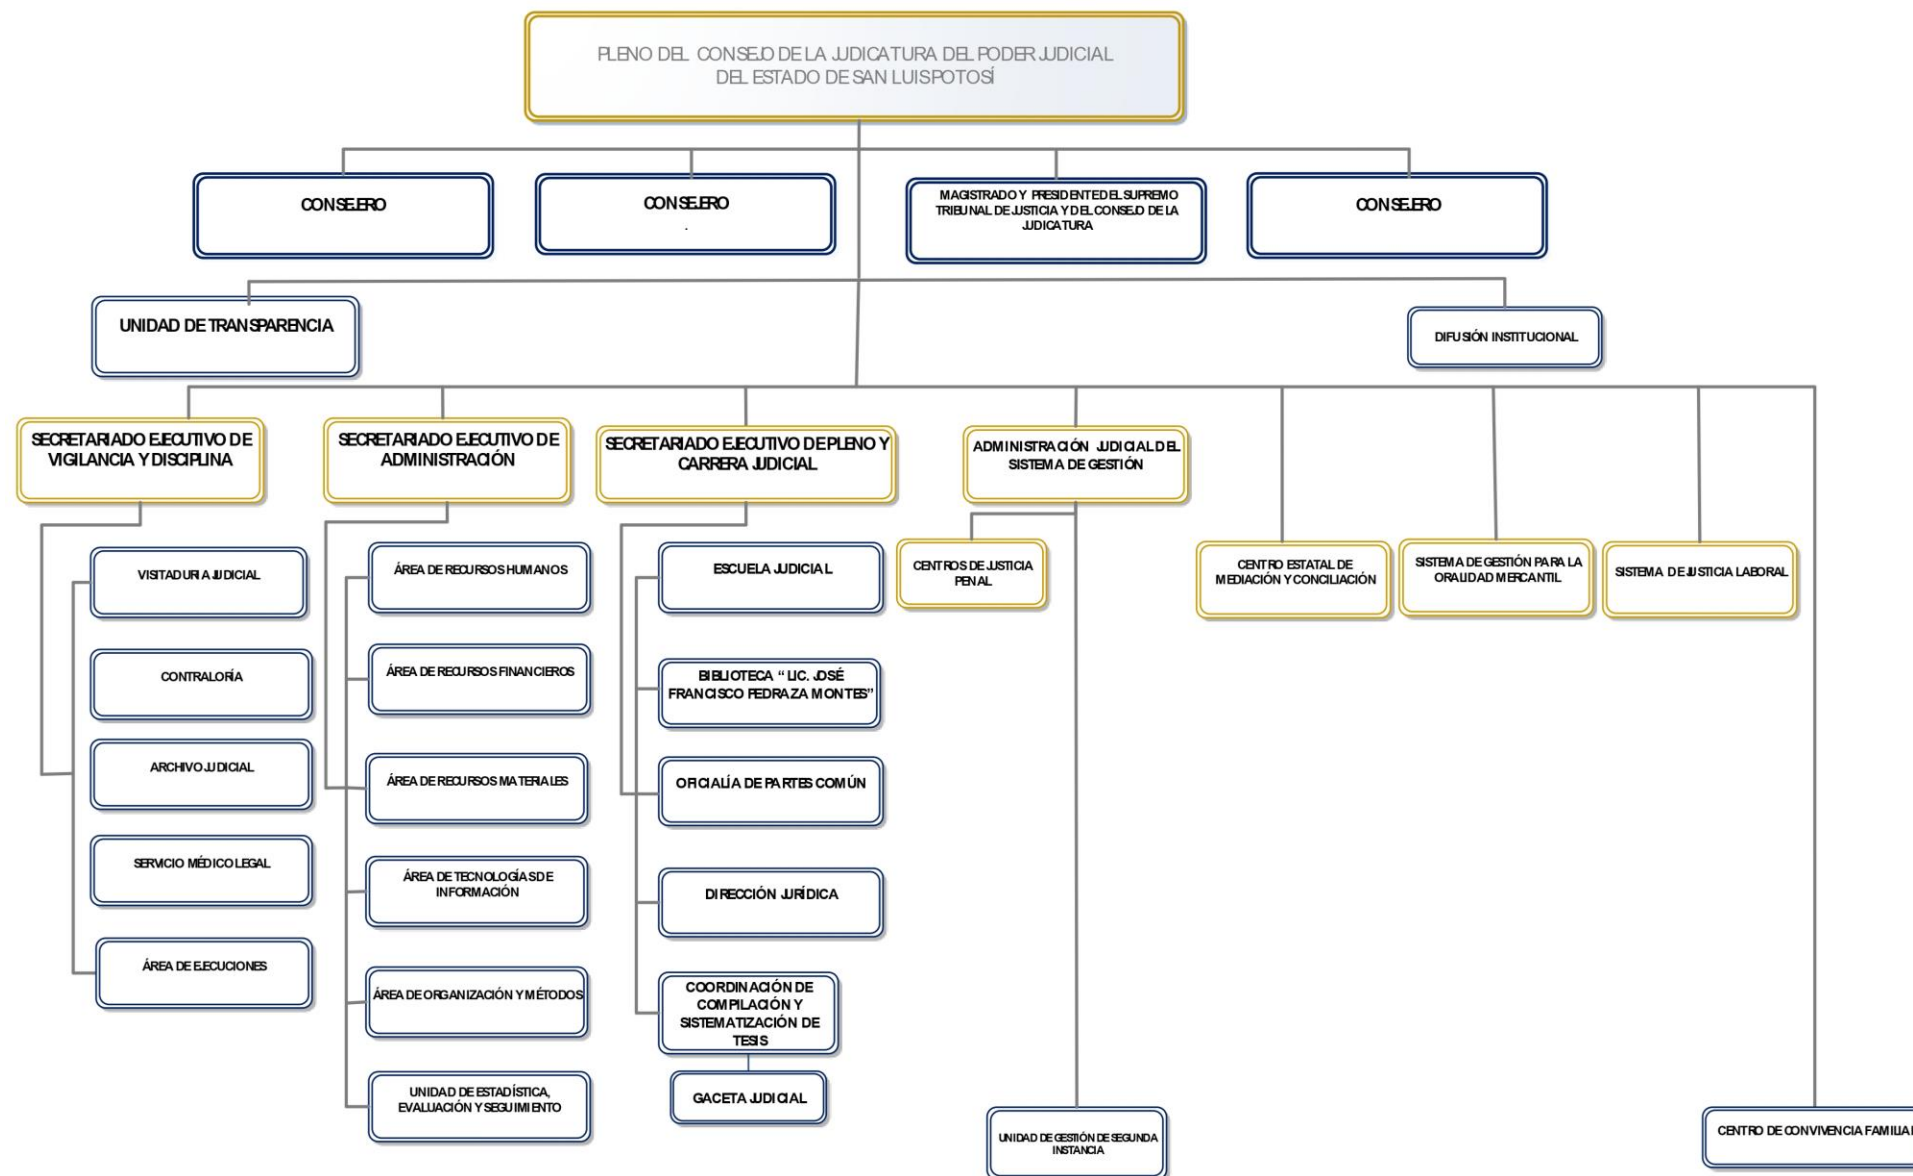 PLENO DEL CONSEJO DE LA JUDICATURA DEL PODER JUDICIAL
DEL ESTADO DE SAN LUIS POTOSÍ
CONSEJERO
CONSEJERO
.
MAGISTRADO Y PRESIDENTE DEL SUPREMO
TRIBUNAL DE JUSTICIA Y DEL CONSEJO DE LA
JUDICATURA
CONSEJERO
UNIDAD DE TRANSPARENCIA
DIFUSIÓN INSTITUCIONAL
SECRETARIADO EJECUTIVO DE
VIGILANCIA Y DISCIPLINA
SECRETARIADO EJECUTIVO DE
ADMINISTRACIÓN
SECRETARIADO EJECUTIVO DE PLENO Y
CARRERA JUDICIAL
ADMINISTRACIÓN JUDICIAL DEL
SISTEMA DE GESTIÓN
VISITADURIA JUDICIAL
CONTRALORÍA
ARCHIVO JUDICIAL
SERVICIO MÉDICO LEGAL
ÁREA DE EJECUCIONES
ÁREA DE RECURSOS HUMANOS
ÁREA DE RECURSOS FINANCIEROS
ÁREA DE RECURSOS MATERIALES
ÁREA DE TECNOLOGÍAS DE
INFORMACIÓN
ÁREA DE ORGANIZACIÓN Y MÉTODOS
UNIDAD DE ESTADÍSTICA,
EVALUACIÓN Y SEGUIMIENTO
ESCUELA JUDICIAL
BIBLIOTECA “ LIC. JOSÉ
FRANCISCO PEDRAZA MONTES”
OFICIALÍA DE PARTES COMÚN
DIRECCIÓN JURÍDICA
COORDINACIÓN DE
COMPILACIÓN Y
SISTEMATIZACIÓN DE
TESIS
GACETA JUDICIAL
CENTROS DE JUSTICIA
PENAL
UNIDAD DE GESTIÓN DE SEGUNDA
INSTANCIA
CENTRO ESTATAL DE
MEDIACIÓN Y CONCILIACIÓN
SISTEMA DE GESTIÓN PARA LA
ORALIDAD MERCANTIL
SISTEMA DE JUSTICIA LABORAL
CENTRO DE CONVIVENCIA FAMILIAR